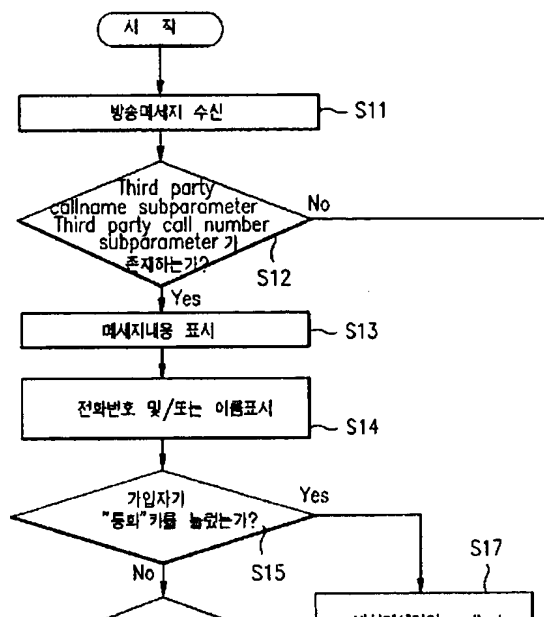 시 작
방송메세지 수신
S11
Third party
callname subparameter
Third party call number
subparameter 가
존재하는가?
No
S12
Yes
메세지내용 표시
S13
전화번호 및/또는 이름표시
S14
가입자가
"통화"키를 눌렀는가?
Yes
S15
No
S17